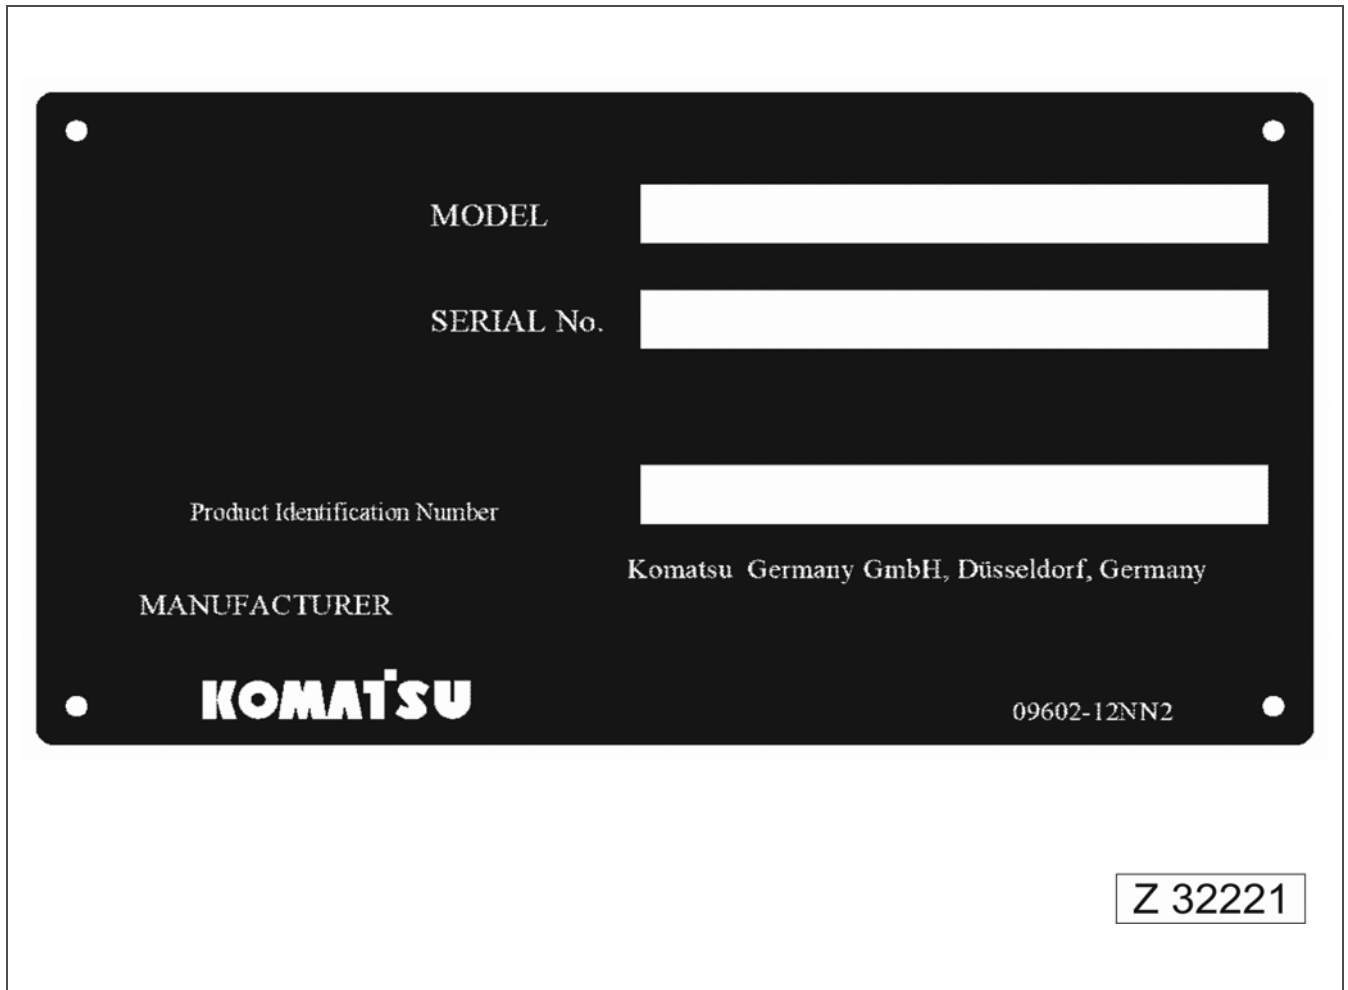 MODEL
SERIAL No.
Product Identification Number
Komatsu Germany GmbH, Düsseldorf, Germany
MANUFACTURER
KOMATSU
09602-12NN2
Z 32221